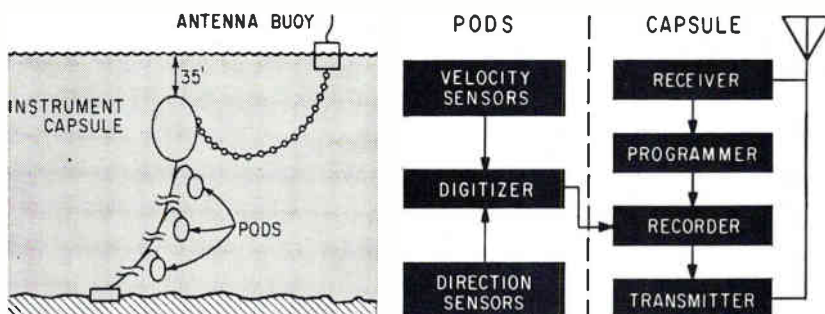 ANTENNA BUOY
35'
INSTRUMENT
CAPSULE
PODS
PODS
CAPSULE
VELOCITY
SENSORS
DIGITIZER
DIRECTION
SENSORS
RECEIVER
PROGRAMMER
RECORDER
TRANSMITTER